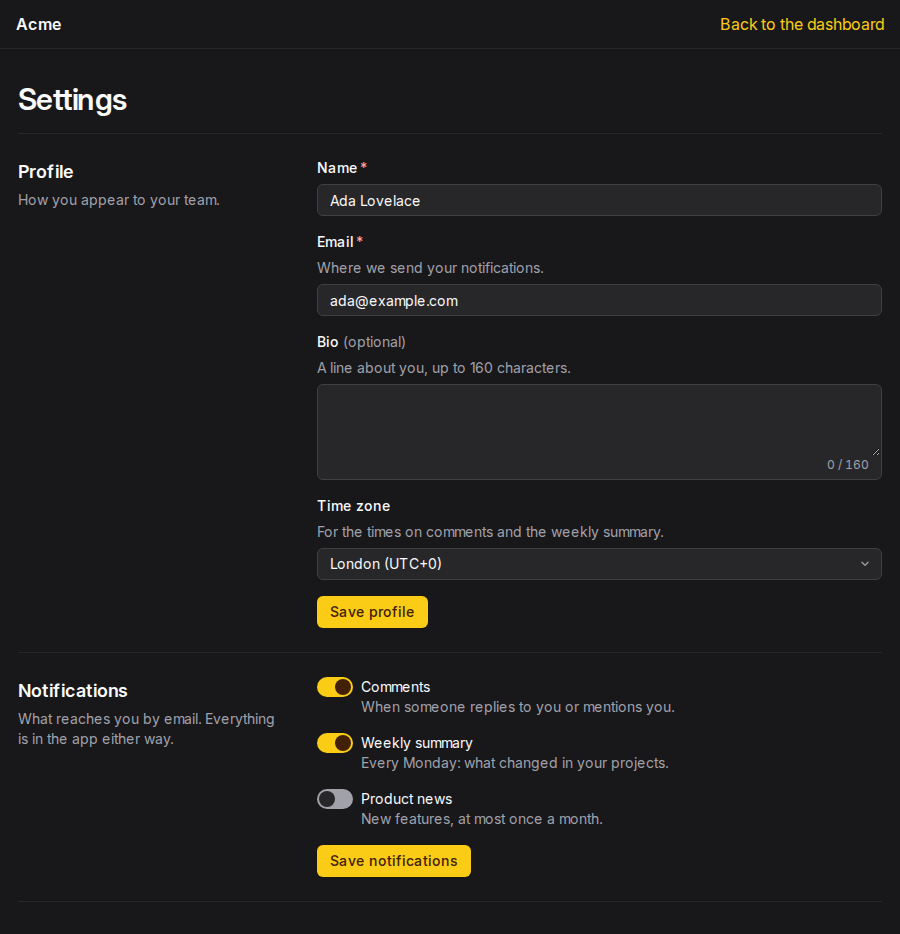 Acme
Back to the dashboard
Settings
Profile
How you appear to your team.
Name *
Ada Lovelace
Email *
Where we send your notifications.
ada@example.com
Bio (optional)
A line about you, up to 160 characters.
0 / 160
Time zone
For the times on comments and the weekly summary.
London (UTC+0)
Save profile
Notifications
What reaches you by email. Everything
is in the app either way.
Comments
When someone replies to you or mentions you.
Weekly summary
Every Monday: what changed in your projects.
Product news
New features, at most once a month.
Save notifications